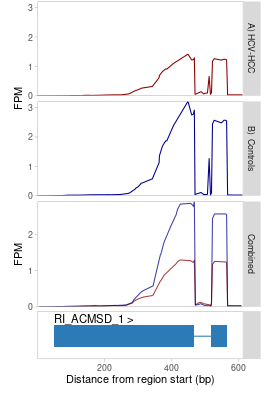 3
2
1
0
FPM
A) HCV-HCC
3
2
1
0
B) Controls
2
1
0
FPM
Combined
RI_ACMSD_1 >
200
400
600
Distance from region start (bp)